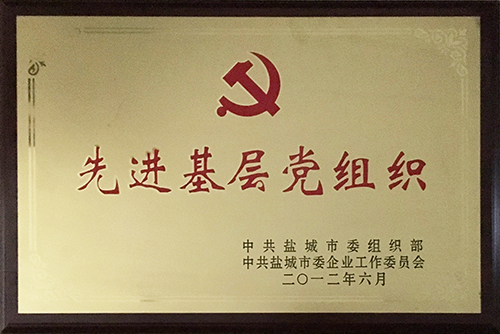 先进基层党组织
中共盐城市委组织部
中共盐城市委企业工作委员会
二〇一二年六月